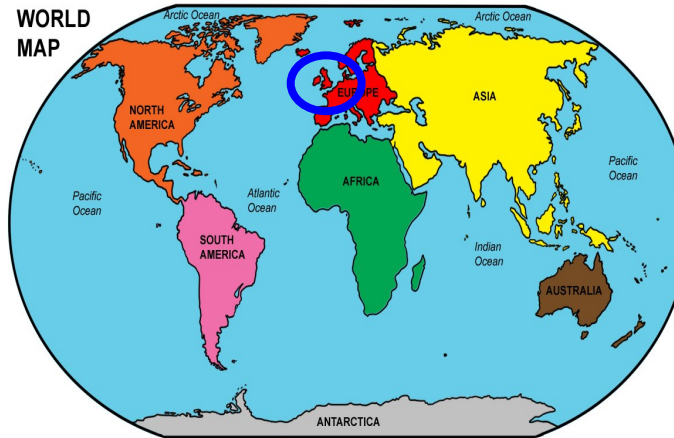 WORLD
MAP
Arctic Ocean
Arctic Ocean
NORTH
AMERICA
EUROPE
ASIA
Pacific
Ocean
Atlantic
Ocean
AFRICA
Pacific
Ocean
SOUTH
AMERICA
Indian
Ocean
AUSTRALIA
ANTARCTICA